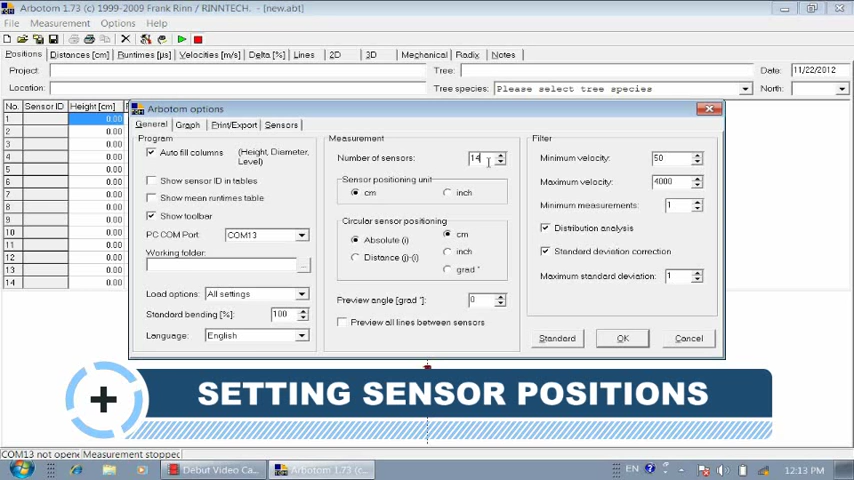 Arbotom 1.73 (c) 1999-2009 Frank Rinn / RINNTECH. - [new.abt]
File Measurement Options Help
Positions Distances [cm] Runtimes [µs] Velocities [m/s] Delta [%] Lines 2D 3D Mechanical Radix Notes
Project: Tree: Date: 11/22/2012
Location: Tree species: Please select tree species North:
No. Sensor ID Height [cm]
1 0.00
2 0.00
3 0.00
4 0.00
5 0.00
6 0.00
7 0.00
8 0.00
9 0.00
10 0.00
11 0.00
12 0.00
13 0.00
14 0.00
Arbotom options
General Graph Print/Export Sensors
Program
Auto fill columns (Height, Diameter, Level)
Show sensor ID in tables
Show mean runtimes table
Show toolbar
PC COM Port: COM13
Working folder:
...
Load options: All settings
Standard bending [%]: 100
Language: English
Measurement
Number of sensors: 14
Sensor positioning unit
cm inch
Circular sensor positioning
Absolute (i) cm
Distance (j-i) inch
grad °
Preview angle [grad °]: 0
Preview all lines between sensors
Filter
Minimum velocity: 50
Maximum velocity: 4000
Minimum measurements: 1
Distribution analysis
Standard deviation correction
Maximum standard deviation: 1
Standard OK Cancel
SETTING SENSOR POSITIONS
COM13 not opene Measurement stopped
Debut Video Ca... Arbotom 1.73 (c... EN 12:13 PM